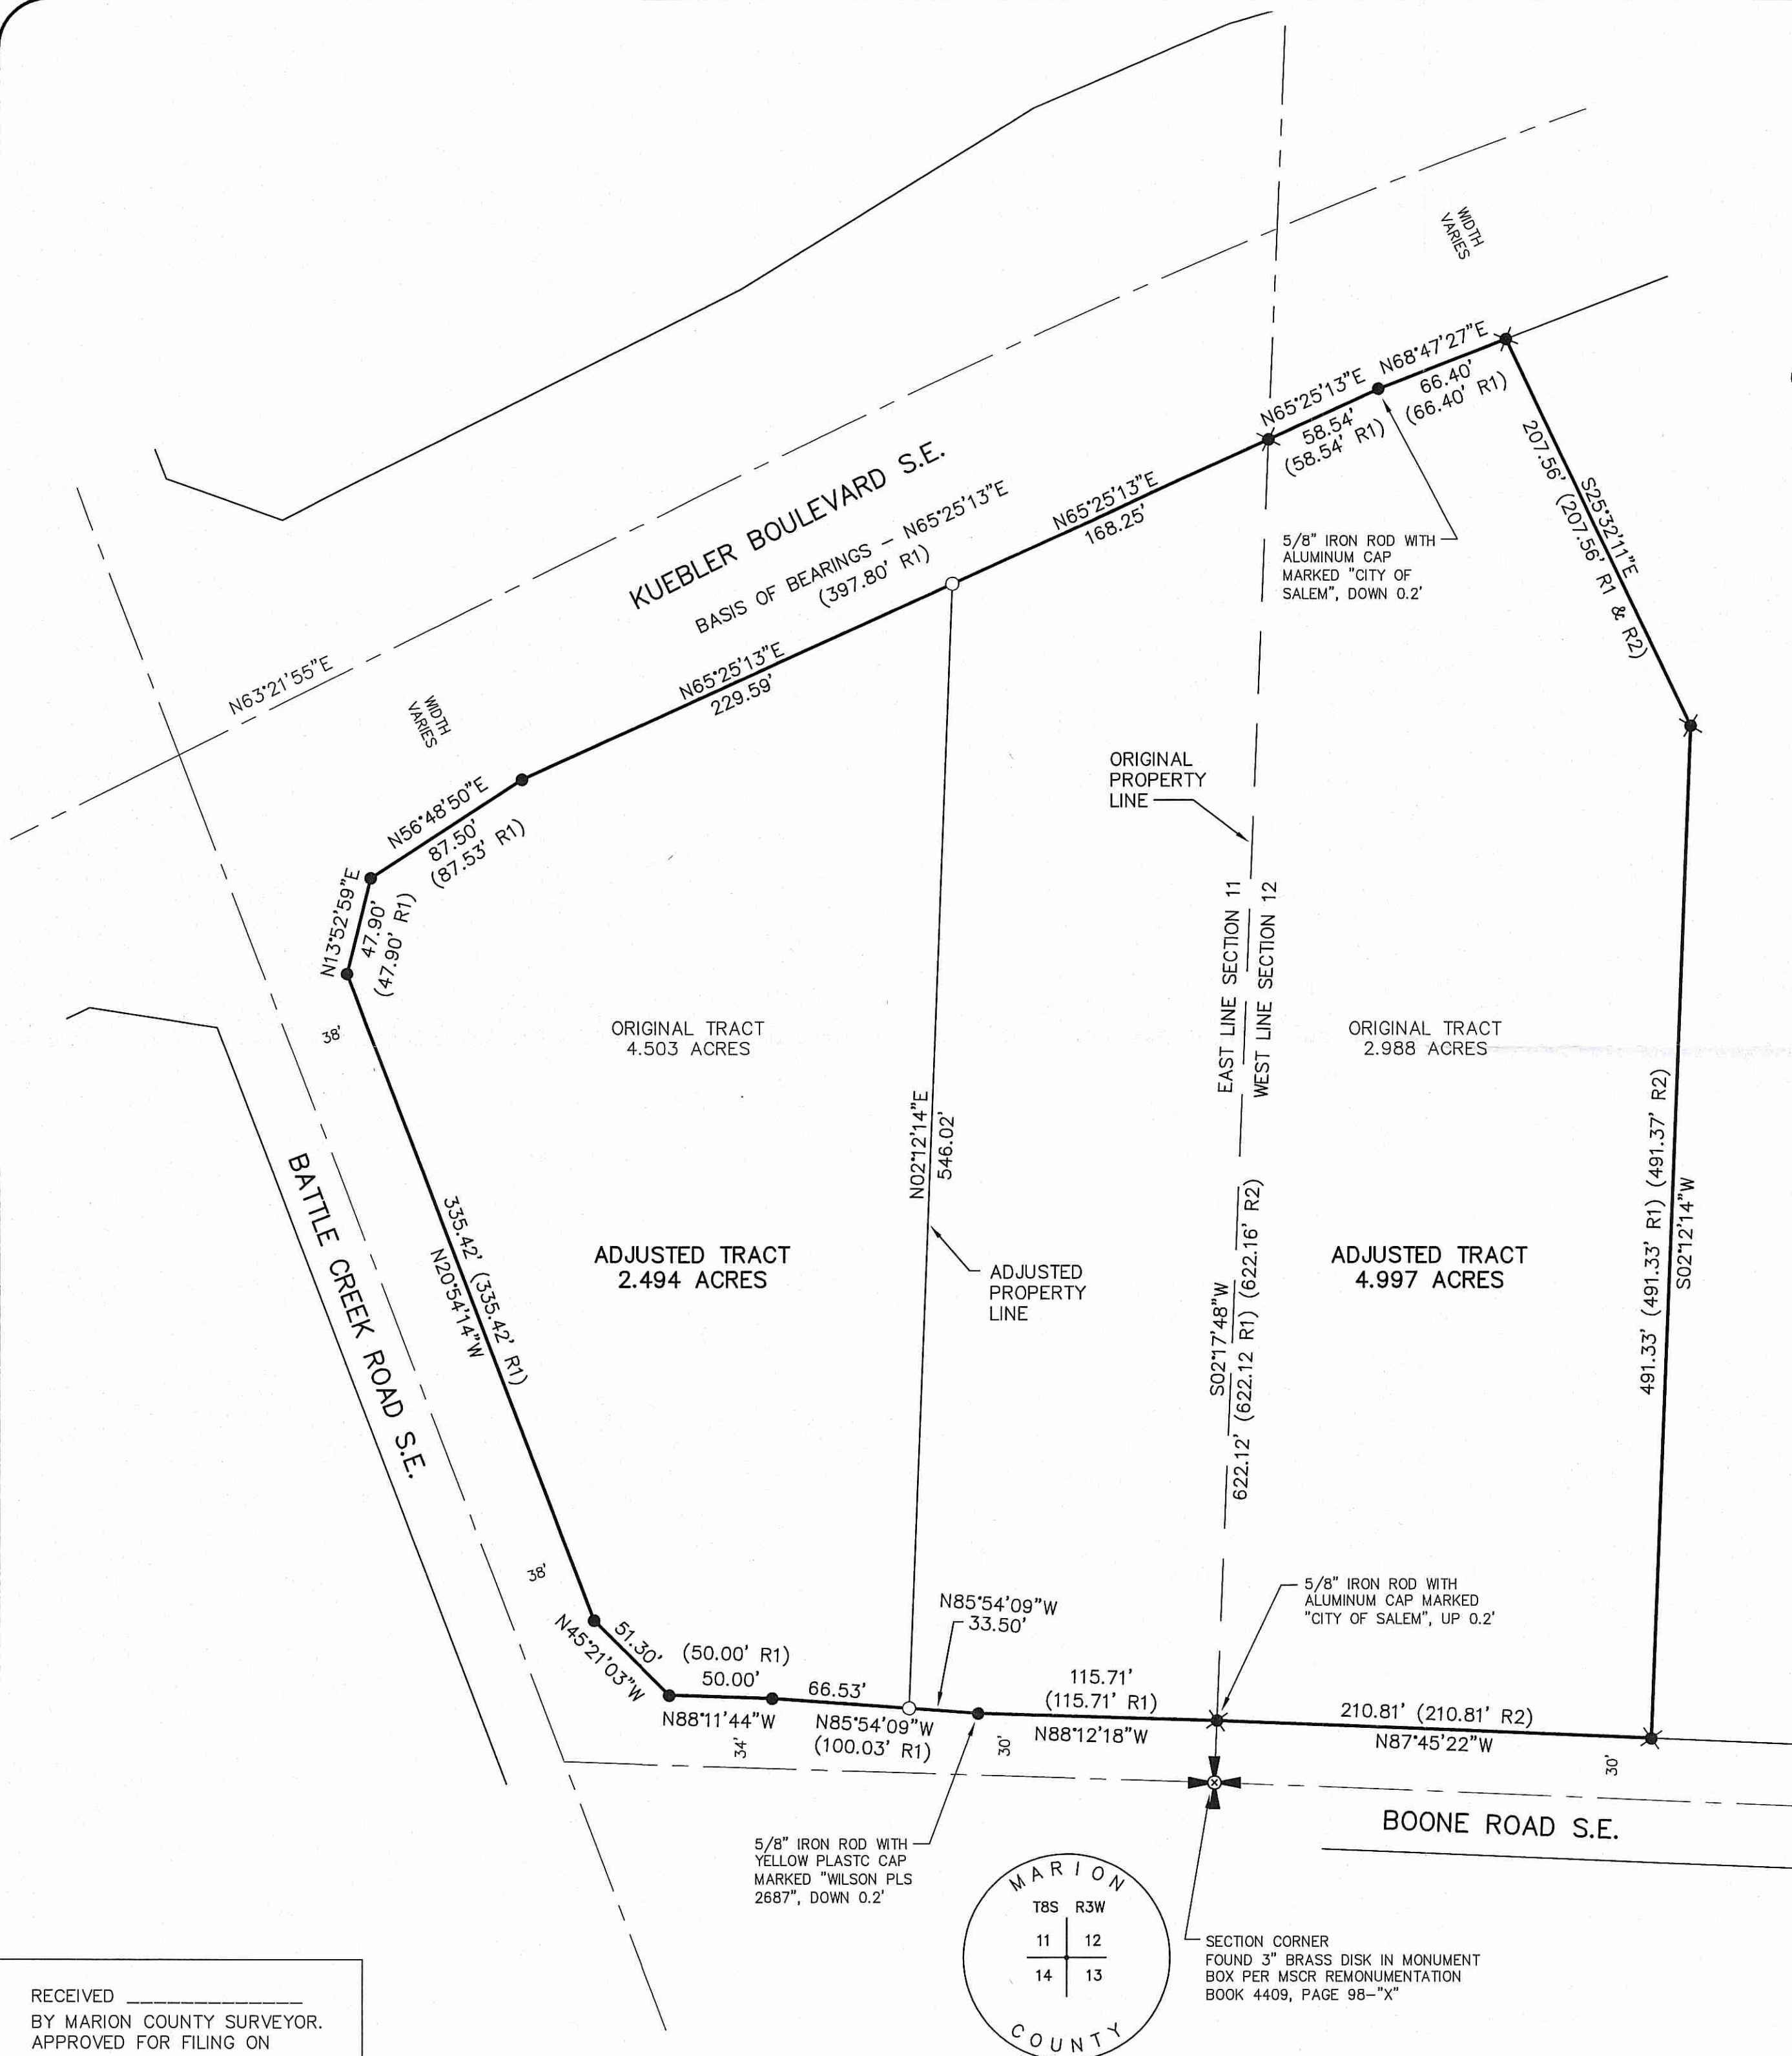 WIDTH
VARIES
N68°47'27"E
66.40'
(66.40' R1)
N65°25'13"E
58.54'
(58.54' R1)
207.56' (207.56' R1 & R2)
S25°32'11"E
KUEBLER BOULEVARD S.E.
BASIS OF BEARINGS – N65°25'13"E
(397.80' R1)
N65°25'13"E
168.25'
5/8" IRON ROD WITH
ALUMINUM CAP
MARKED "CITY OF
SALEM", DOWN 0.2'
N63°21'55"E
WIDTH
VARIES
N65°25'13"E
229.59'
ORIGINAL
PROPERTY
LINE
N56°48'50"E
87.50'
(87.53' R1)
N13°52'59"E
47.90'
(47.90' R1)
EAST LINE SECTION 11
WEST LINE SECTION 12
38'
ORIGINAL TRACT
4.503 ACRES
ORIGINAL TRACT
2.988 ACRES
N02°12'14"E
546.02'
491.33' (491.33' R1) (491.37' R2)
S02°12'14"W
BATTLE CREEK ROAD S.E.
335.42' (335.42' R1)
N20°54'14"W
ADJUSTED TRACT
2.494 ACRES
ADJUSTED
PROPERTY
LINE
S02°17'48"W
622.12' (622.12 R1) (622.16' R2)
ADJUSTED TRACT
4.997 ACRES
38'
N85°54'09"W
33.50'
5/8" IRON ROD WITH
ALUMINUM CAP MARKED
"CITY OF SALEM", UP 0.2'
51.30'
N45°21'03"W
(50.00' R1)
50.00'
N88°11'44"W
66.53'
N85°54'09"W
(100.03' R1)
115.71'
(115.71' R1)
N88°12'18"W
210.81' (210.81' R2)
N87°45'22"W
34'
30'
30'
BOONE ROAD S.E.
5/8" IRON ROD WITH
YELLOW PLASTC CAP
MARKED "WILSON PLS
2687", DOWN 0.2'
MARION
T8S R3W
11 12
14 13
COUNTY
SECTION CORNER
FOUND 3" BRASS DISK IN MONUMENT
BOX PER MSCR REMONUMENTATION
BOOK 4409, PAGE 98–"X"
RECEIVED ______________
BY MARION COUNTY SURVEYOR.
APPROVED FOR FILING ON